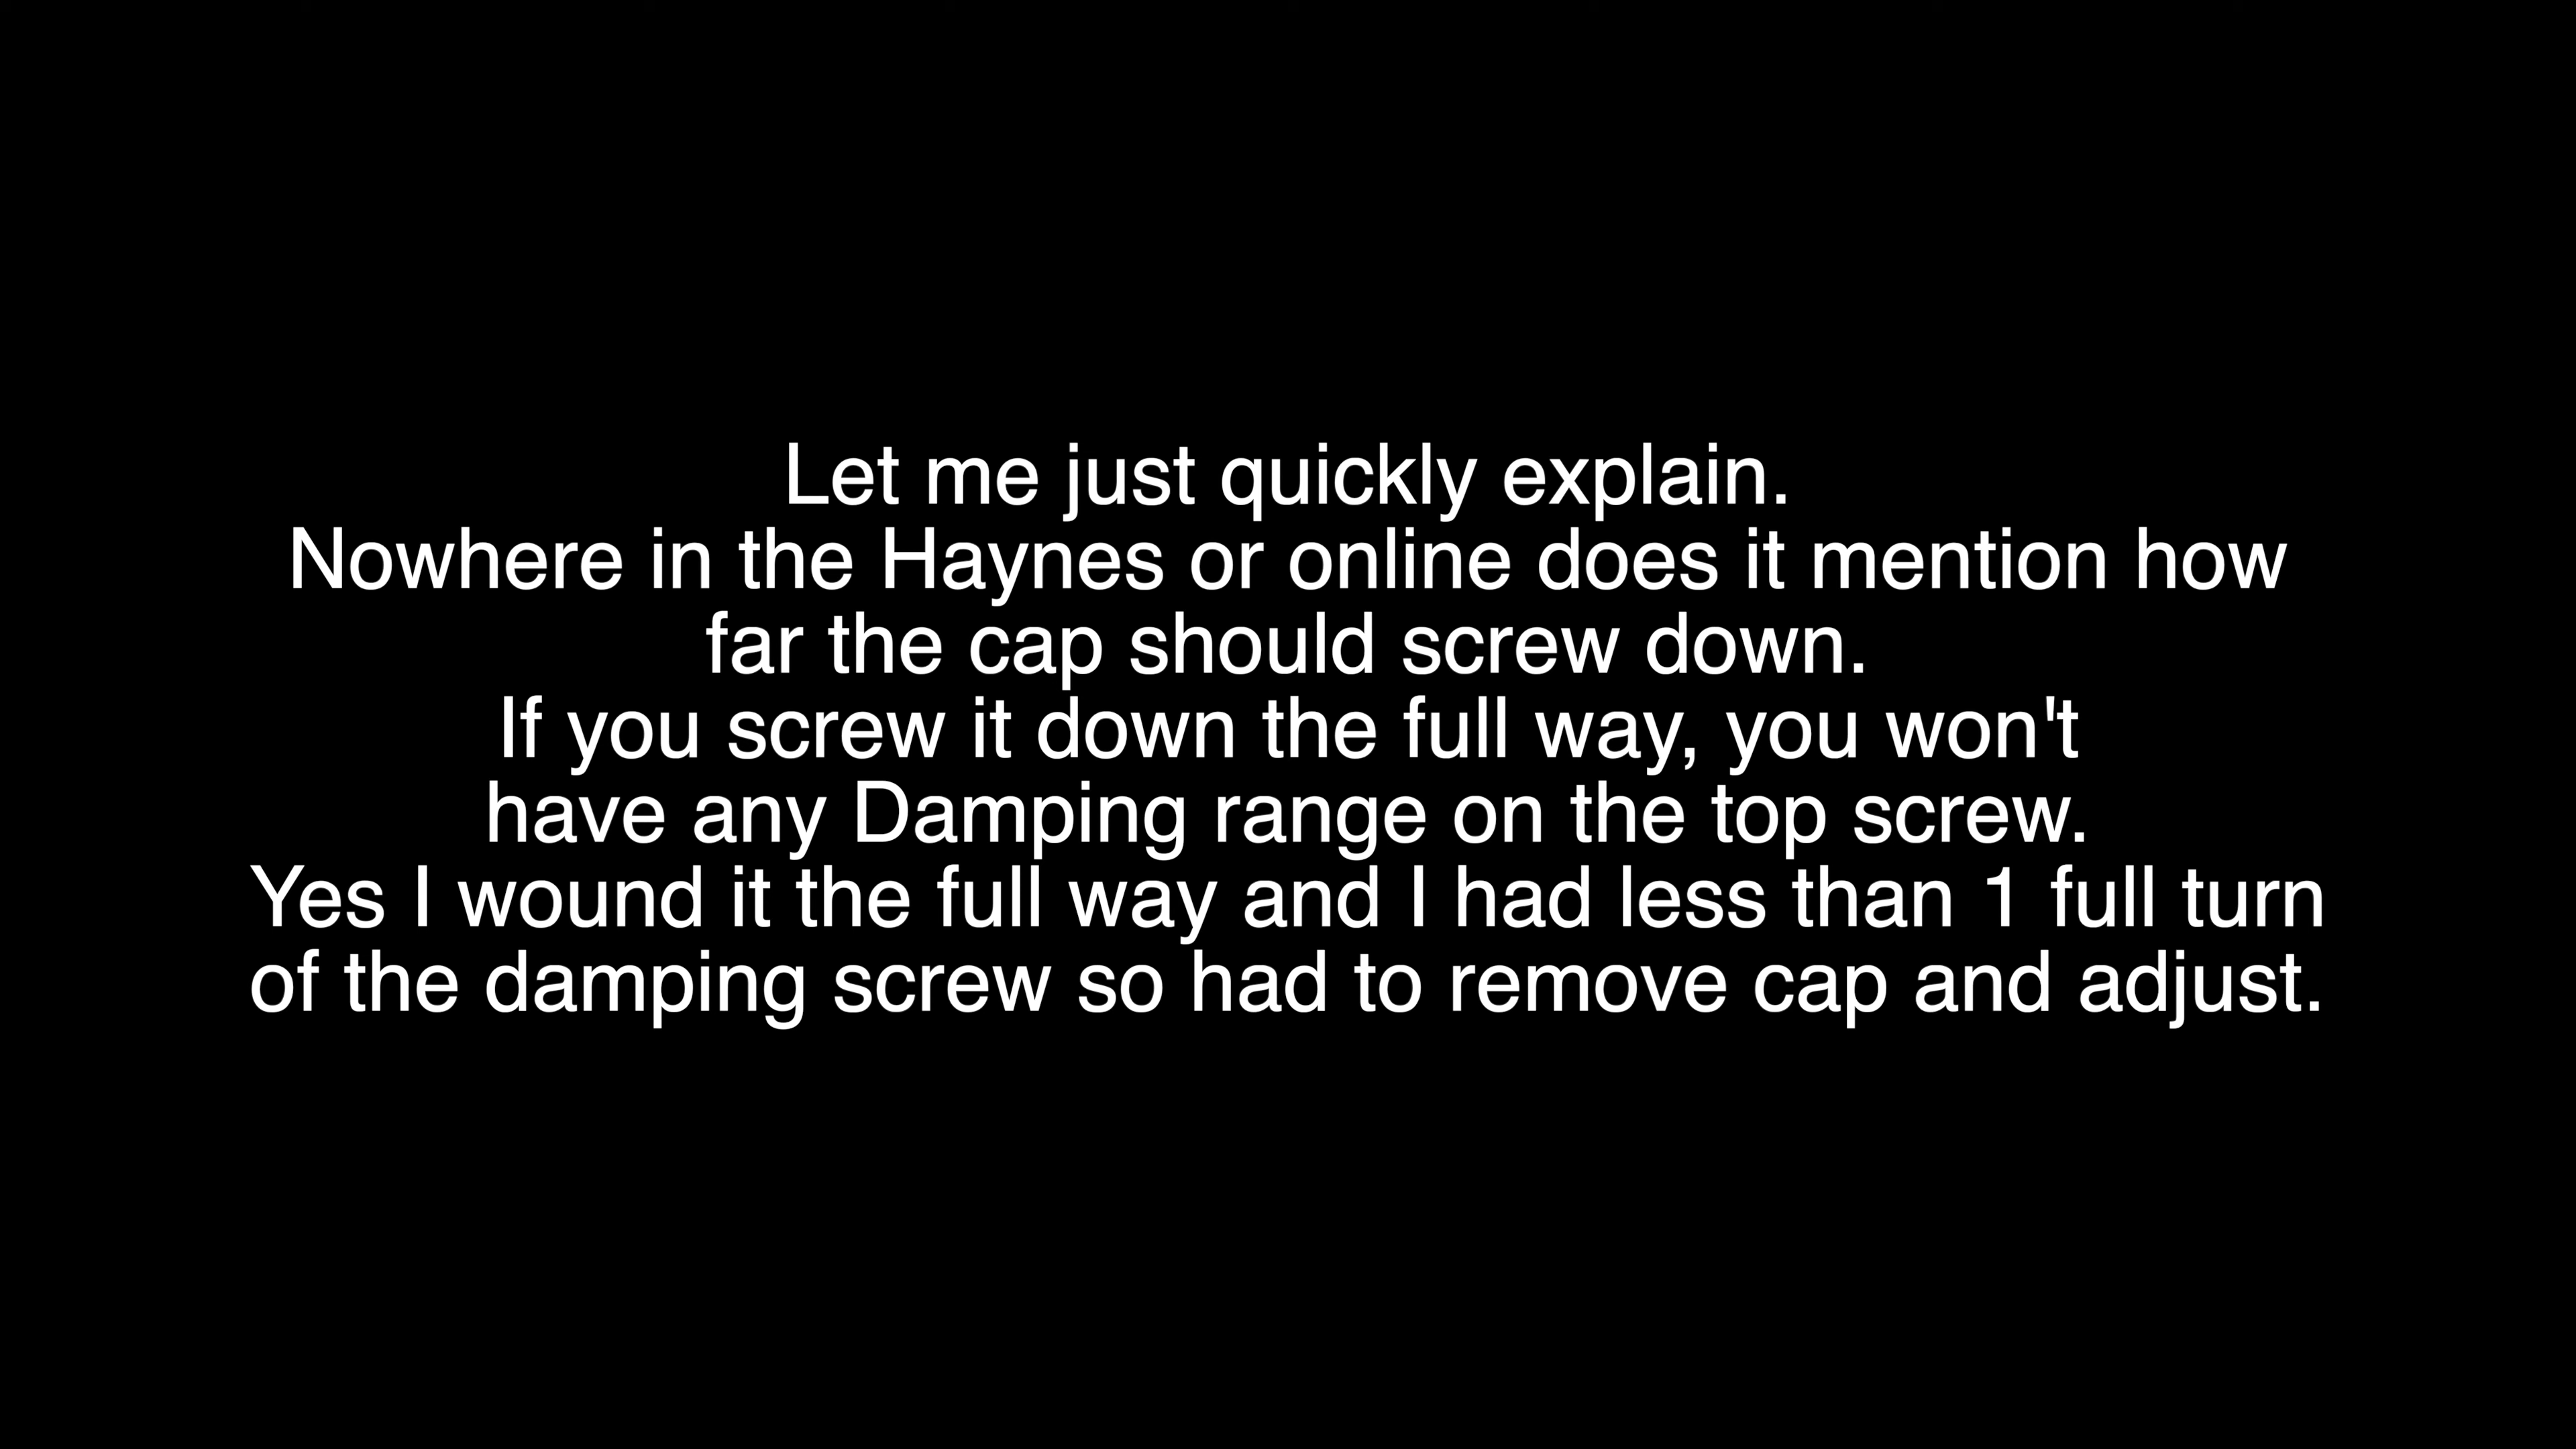 Let me just quickly explain.
Nowhere in the Haynes or online does it mention how
far the cap should screw down.
If you screw it down the full way, you won't
have any Damping range on the top screw.
Yes I wound it the full way and I had less than 1 full turn
of the damping screw so had to remove cap and adjust.